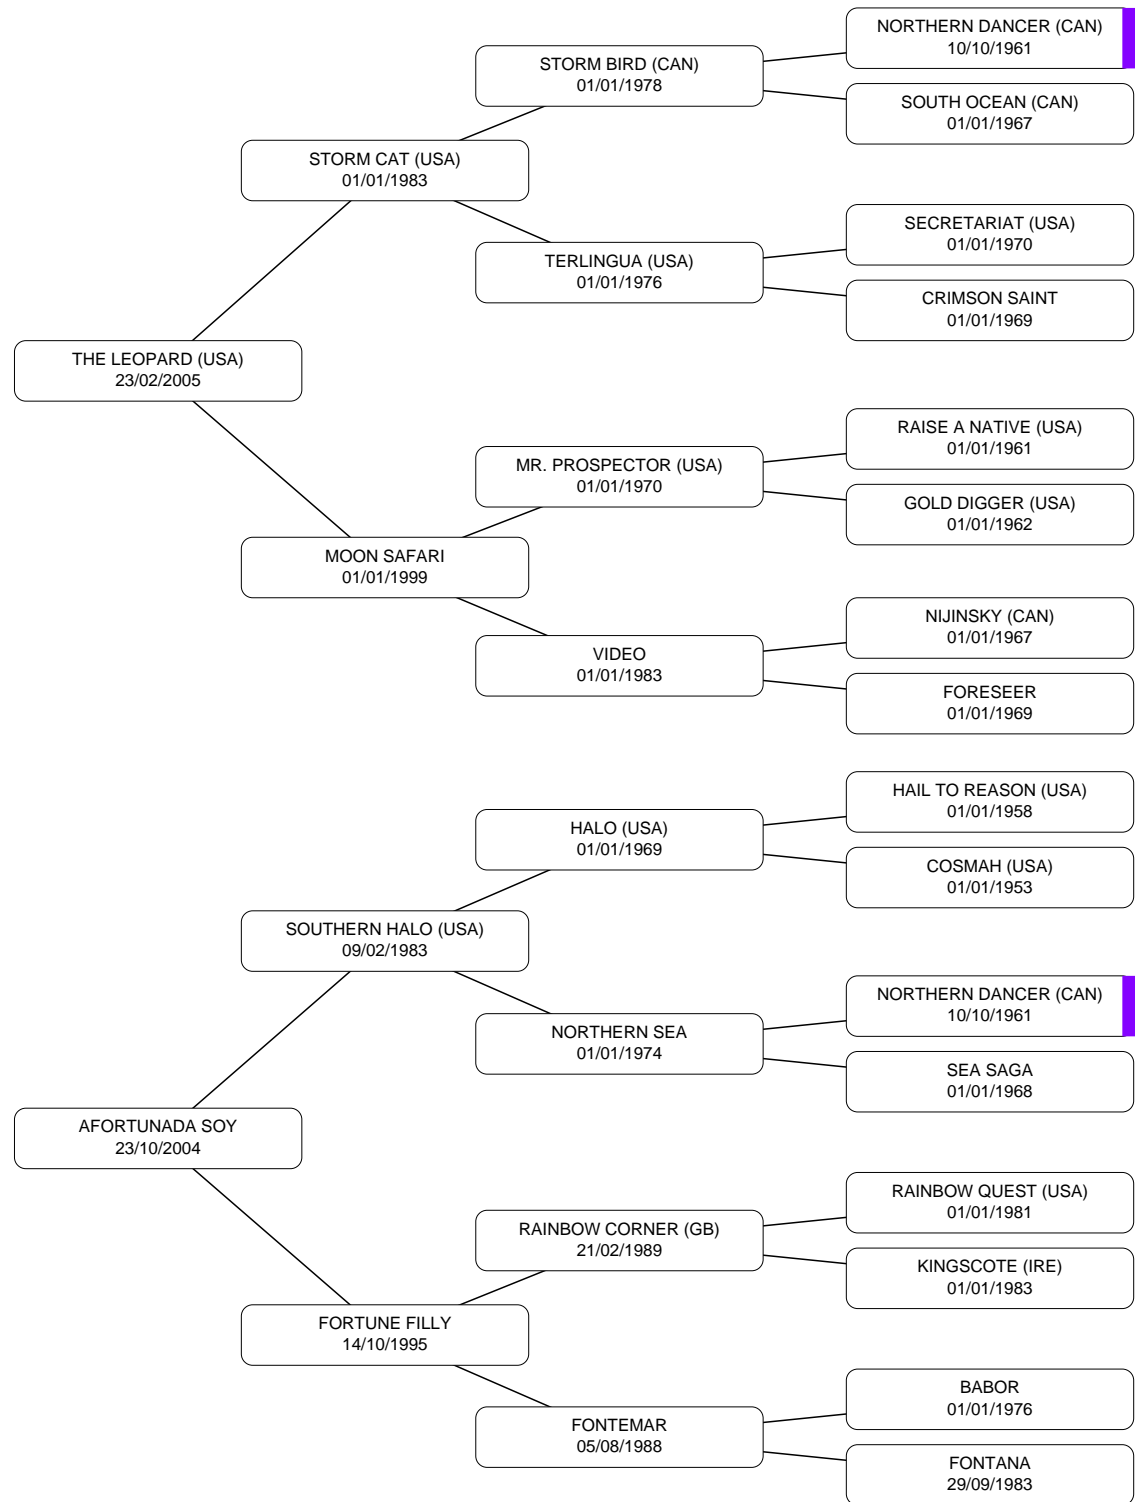 NORTHERN DANCER (CAN)
10/10/1961
STORM BIRD (CAN)
01/01/1978
SOUTH OCEAN (CAN)
01/01/1967
STORM CAT (USA)
01/01/1983
SECRETARIAT (USA)
01/01/1970
TERLINGUA (USA)
01/01/1976
CRIMSON SAINT
01/01/1969
THE LEOPARD (USA)
23/02/2005
RAISE A NATIVE (USA)
01/01/1961
MR. PROSPECTOR (USA)
01/01/1970
GOLD DIGGER (USA)
01/01/1962
MOON SAFARI
01/01/1999
NIJINSKY (CAN)
01/01/1967
VIDEO
01/01/1983
FORESEER
01/01/1969
HAIL TO REASON (USA)
01/01/1958
HALO (USA)
01/01/1969
COSMAH (USA)
01/01/1953
SOUTHERN HALO (USA)
09/02/1983
NORTHERN DANCER (CAN)
10/10/1961
NORTHERN SEA
01/01/1974
SEA SAGA
01/01/1968
AFORTUNADA SOY
23/10/2004
RAINBOW QUEST (USA)
01/01/1981
RAINBOW CORNER (GB)
21/02/1989
KINGSCOTE (IRE)
01/01/1983
FORTUNE FILLY
14/10/1995
BABOR
01/01/1976
FONTEMAR
05/08/1988
FONTANA
29/09/1983